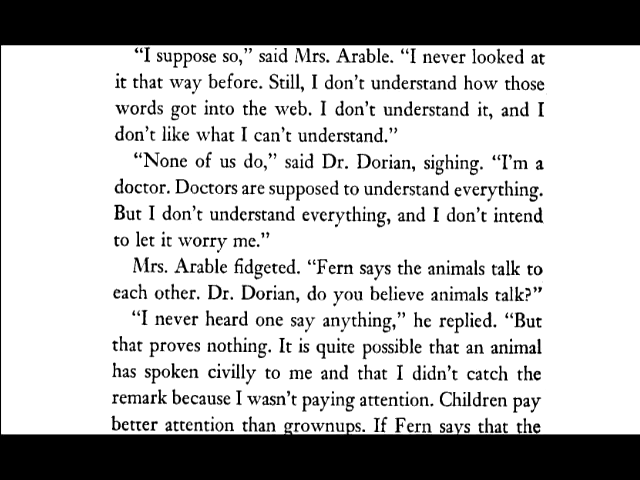 “I suppose so,” said Mrs. Arable. “I never looked at
it that way before. Still, I don’t understand how those
words got into the web. I don’t understand it, and I
don’t like what I can’t understand.”
“None of us do,” said Dr. Dorian, sighing. “I’m a
doctor. Doctors are supposed to understand everything.
But I don’t understand everything, and I don’t intend
to let it worry me.”
Mrs. Arable fidgeted. “Fern says the animals talk to
each other. Dr. Dorian, do you believe animals talk?”
“I never heard one say anything,” he replied. “But
that proves nothing. It is quite possible that an animal
has spoken civilly to me and that I didn’t catch the
remark because I wasn’t paying attention. Children pay
better attention than grownups. If Fern says that the